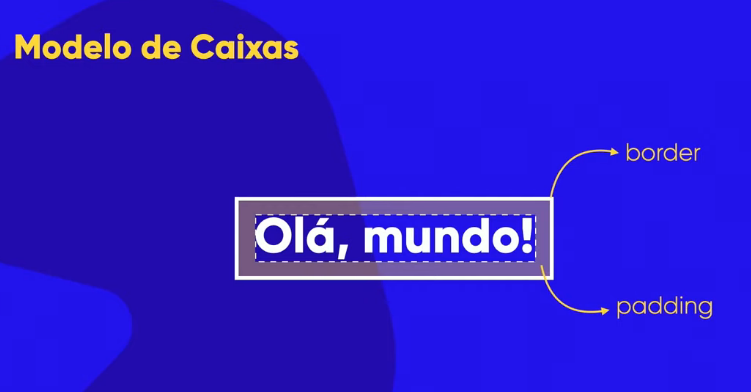 Modelo de Caixas
border
Olá, mundo!
padding